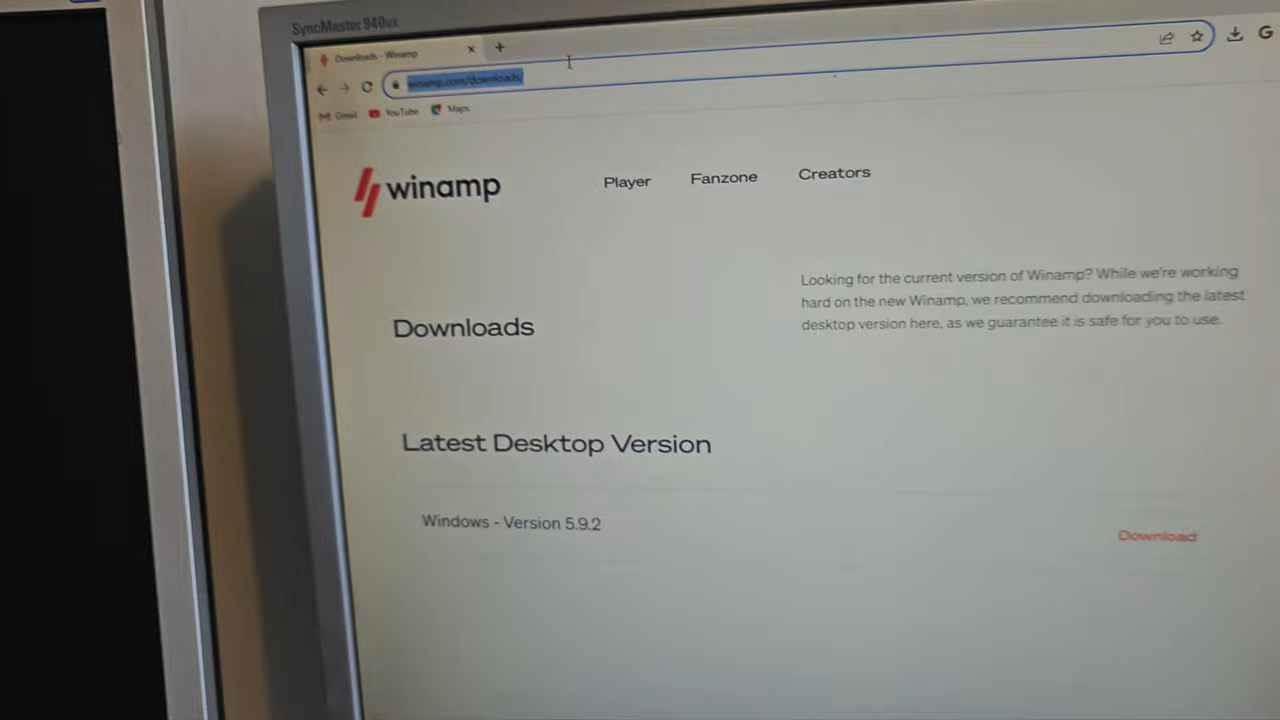 SyncMaster 940ux
Downloads - Winamp
winamp.com/downloads/
Gmail YouTube Maps
winamp Player Fanzone Creators
Looking for the current version of Winamp? While we're working
hard on the new Winamp, we recommend downloading the latest
desktop version here, as we guarantee it is safe for you to use.
Downloads
Latest Desktop Version
Windows - Version 5.9.2
Download